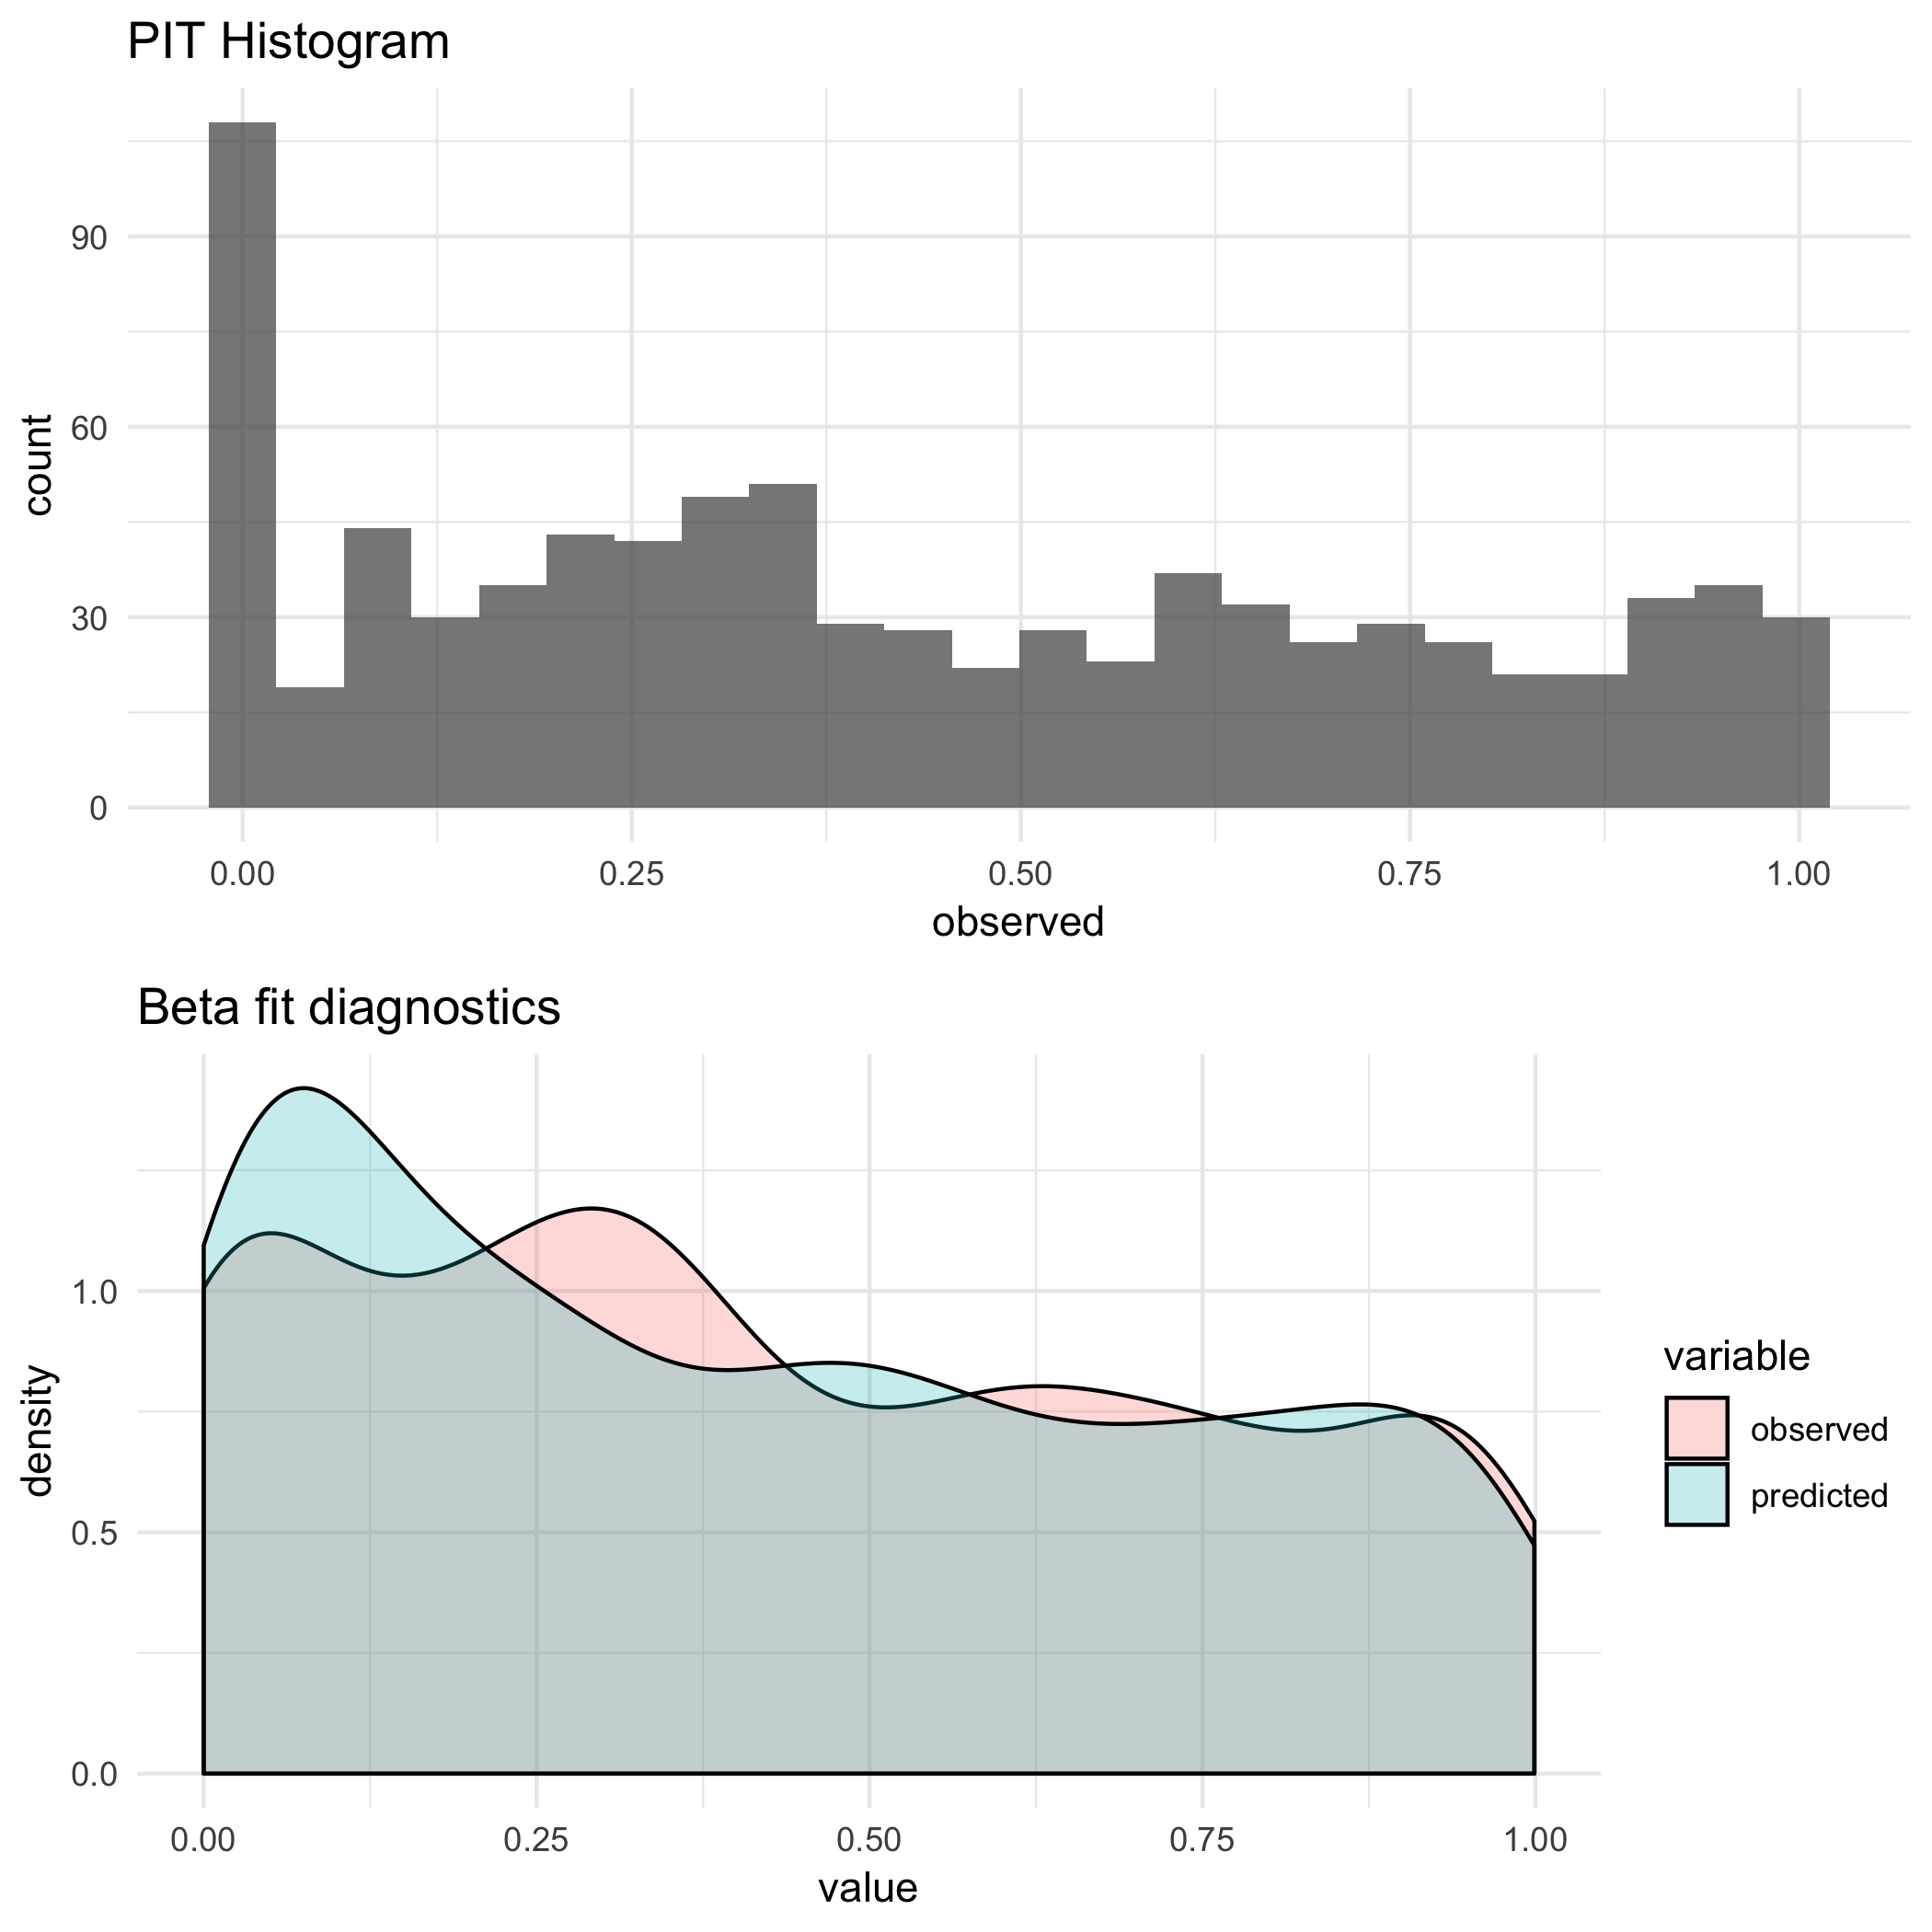 PIT Histogram
90
60
30
0
count
0.00 0.25 0.50 0.75 1.00
observed
Beta fit diagnostics
1.0
0.5
0.0
density
0.00 0.25 0.50 0.75 1.00
value
variable
observed
predicted